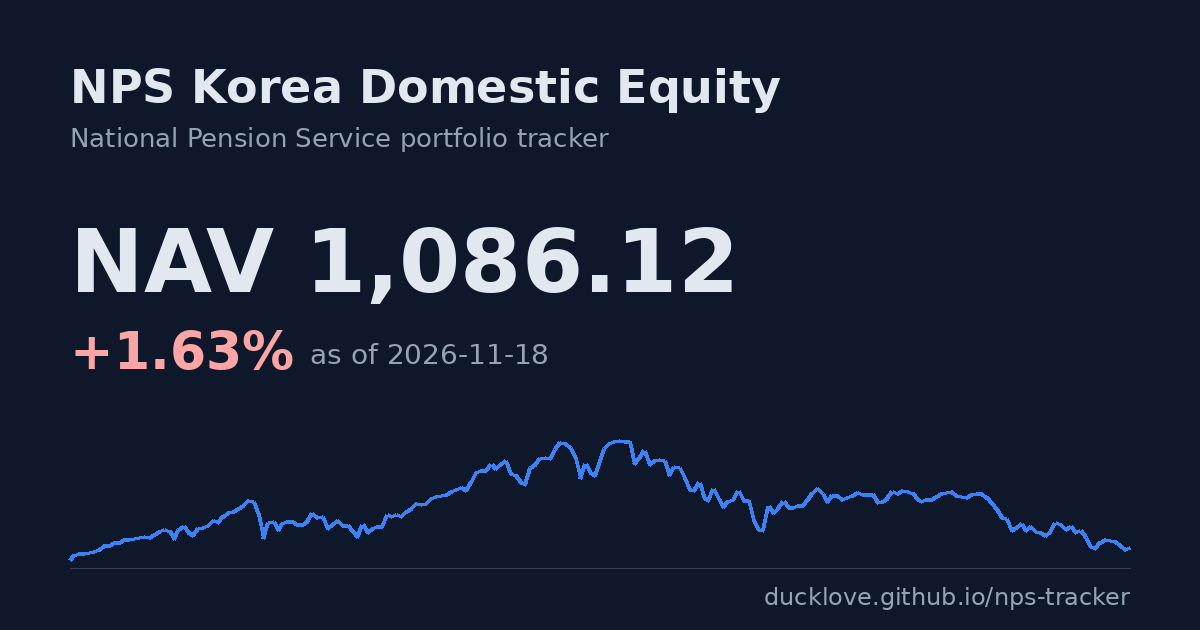 NPS Korea Domestic Equity
National Pension Service portfolio tracker
NAV 1,086.12
+1.63% as of 2026-11-18
ducklove.github.io/nps-tracker